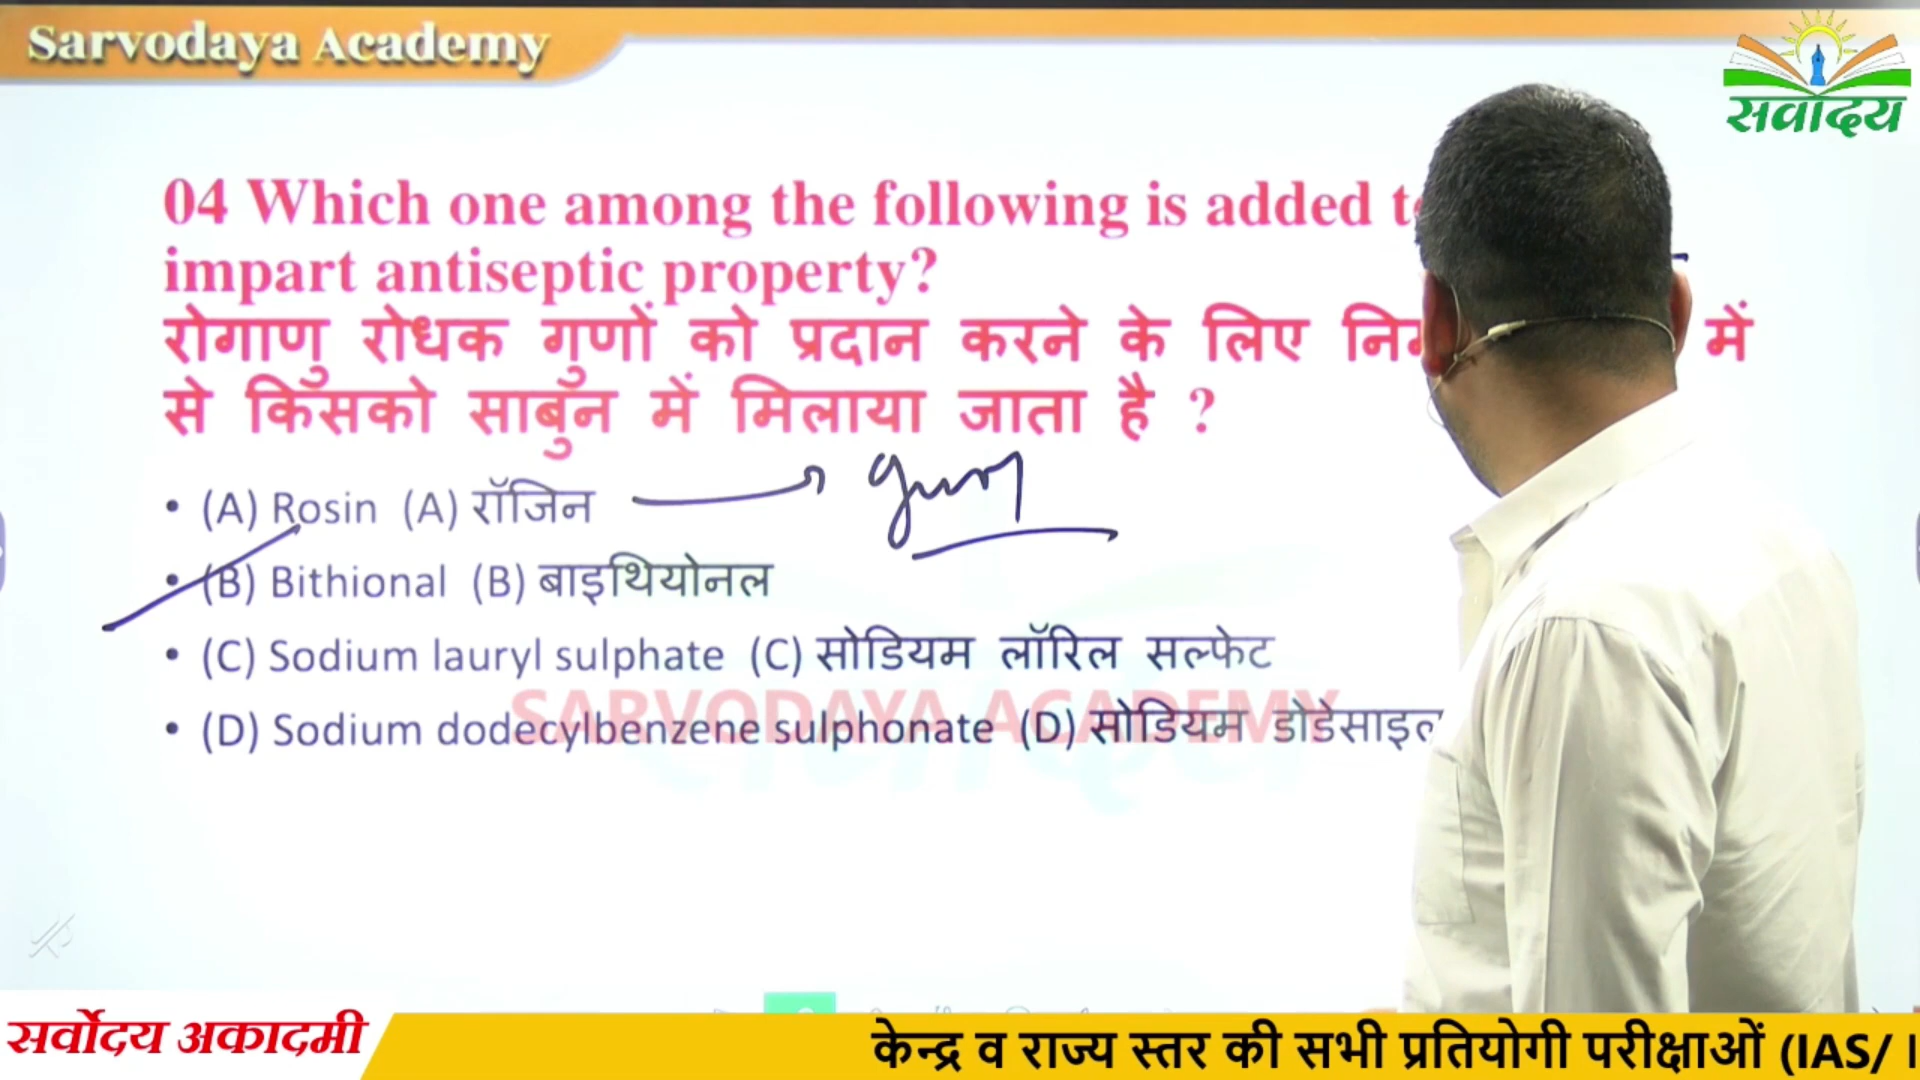 Sarvodaya Academy
सर्वोदय
04 Which one among the following is added
impart antiseptic property?
रोगाणु रोधक गुणों को प्रदान करने के लिए में
से किसको साबुन में मिलाया जाता है ?
• (A) Rosin (A) रॉजिन
gum
• (B) Bithional (B) बाइथियोनल
• (C) Sodium lauryl sulphate (C) सोडियम लॉरिल सल्फेट
• (D) Sodium dodecylbenzene sulphonate (D) सोडियम
SARVODAYA ACADEMY
सर्वोदय अकादमी
केन्द्र व राज्य स्तर की सभी प्रतियोगी परीक्षाओं (IAS/